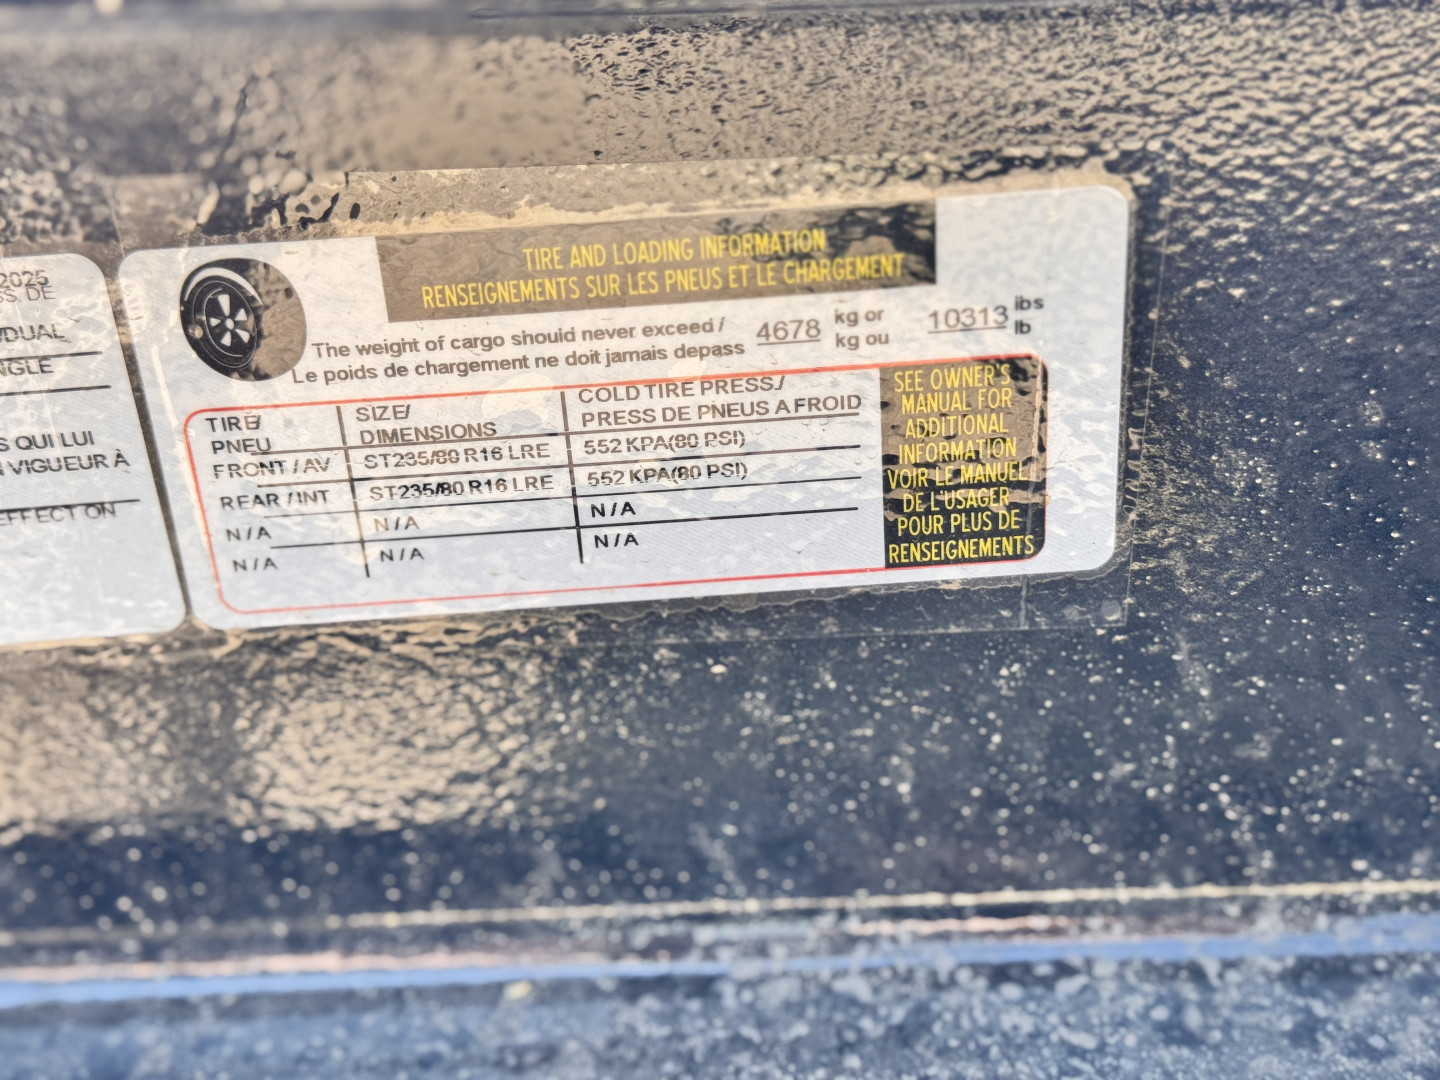 2025
SS. DE
VDUAL
NGLE
S QUI LUI
VIGUEUR À
EFFECT ON
TIRE AND LOADING INFORMATION
RENSEIGNEMENTS SUR LES PNEUS ET LE CHARGEMENT
The weight of cargo should never exceed / 4678 kg or 10313 lbs
Le poids de chargement ne doit jamais depass kg ou lb
TIRE/ SIZE/ COLD TIRE PRESS./
PNEU DIMENSIONS PRESS DE PNEUS A FROID
FRONT / AV ST235/80 R16 LRE 552 KPA(80 PSI)
REAR / INT ST235/80 R16 LRE 552 KPA(80 PSI)
N/A N/A N/A
N/A N/A N/A
SEE OWNER'S
MANUAL FOR
ADDITIONAL
INFORMATION
VOIR LE MANUEL
DE L'USAGER
POUR PLUS DE
RENSEIGNEMENTS